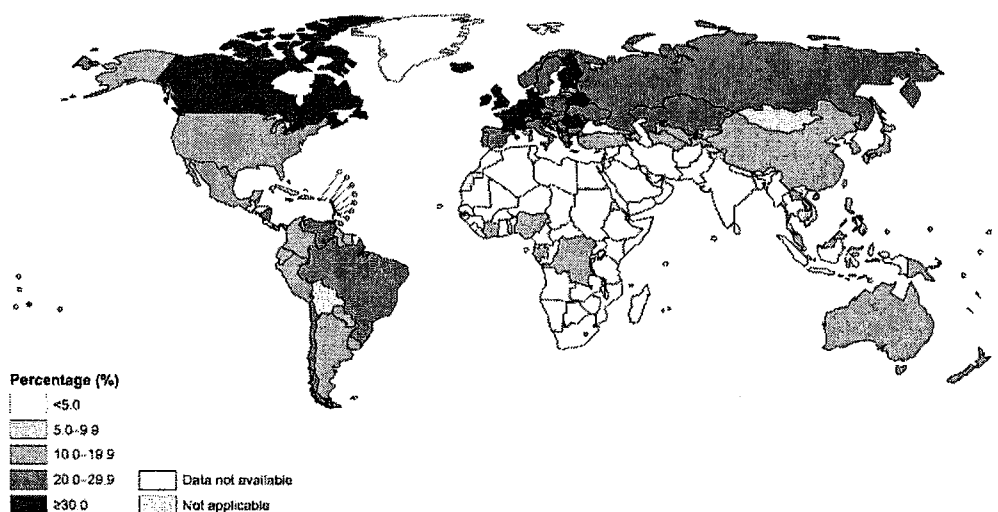 Percentage (%)
<5.0
5.0-9.9
10.0-19.9
20.0-29.9
≥30.0
Data not available
Not applicable